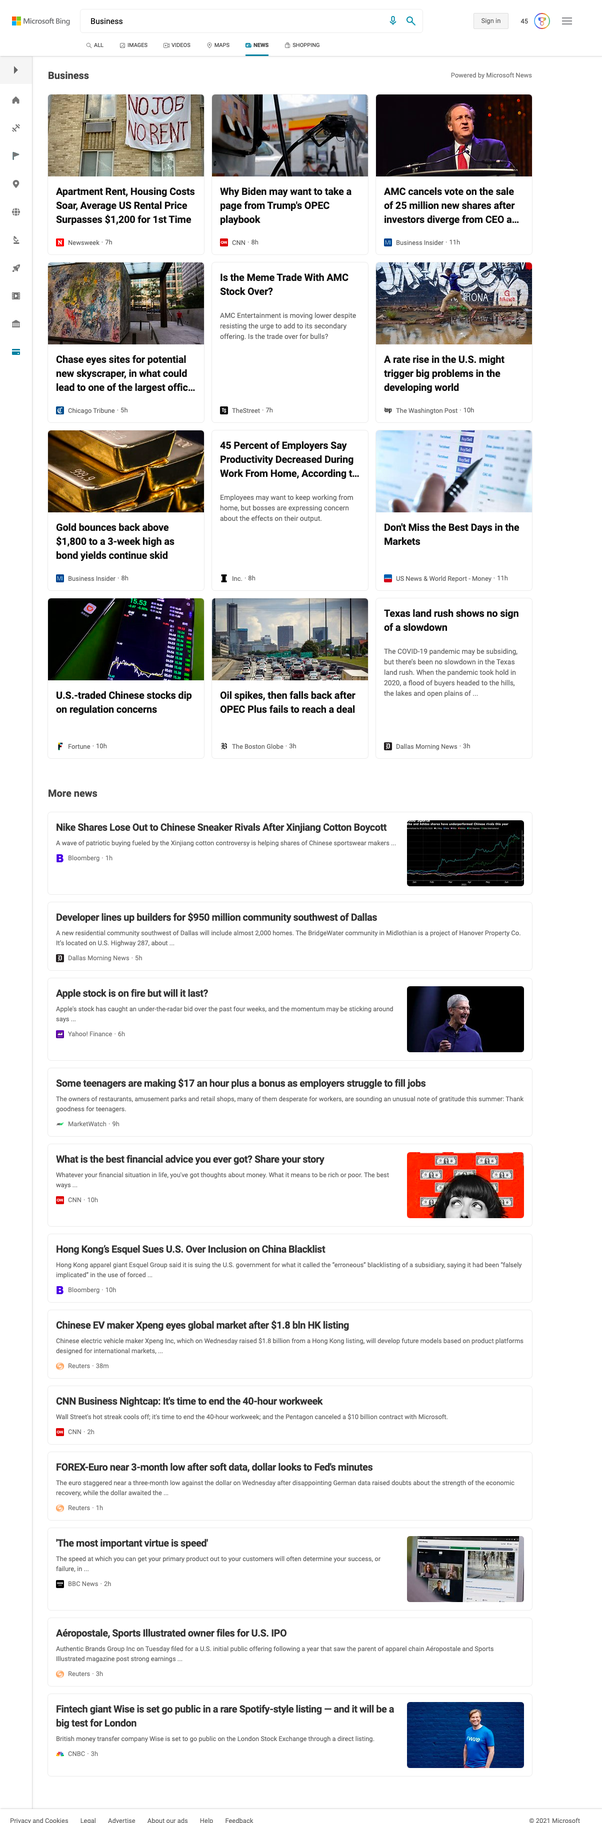 Microsoft Bing
Business
Sign in
45
ALL
IMAGES
VIDEOS
MAPS
NEWS
SHOPPING
Business
Powered by Microsoft News
NO JOB
NO RENT
Apartment Rent, Housing Costs
Soar, Average US Rental Price
Surpasses $1,200 for 1st Time
Newsweek · 7h
Why Biden may want to take a
page from Trump's OPEC
playbook
CNN · 8h
AMC cancels vote on the sale
of 25 million new shares after
investors diverge from CEO a...
Business Insider · 11h
Chase eyes sites for potential
new skyscraper, in what could
lead to one of the largest offic...
Chicago Tribune · 5h
Is the Meme Trade With AMC
Stock Over?
AMC Entertainment is moving lower despite
resisting the urge to add to its secondary
offering. Is the trade over for bulls?
TheStreet · 7h
A rate rise in the U.S. might
trigger big problems in the
developing world
The Washington Post · 10h
Gold bounces back above
$1,800 to a 3-week high as
bond yields continue skid
Business Insider · 8h
45 Percent of Employers Say
Productivity Decreased During
Work From Home, According t...
Employees may want to keep working from
home, but bosses are expressing concern
about the effects on their output.
Inc. · 8h
Don't Miss the Best Days in the
Markets
US News & World Report - Money · 11h
U.S.-traded Chinese stocks dip
on regulation concerns
Fortune · 10h
Oil spikes, then falls back after
OPEC Plus fails to reach a deal
The Boston Globe · 3h
Texas land rush shows no sign
of a slowdown
The COVID-19 pandemic may be subsiding,
but there's been no slowdown in the Texas
land rush. When the pandemic took hold in
2020, a flood of buyers headed to the hills,
the lakes and open plains of ...
Dallas Morning News · 3h
More news
Nike Shares Lose Out to Chinese Sneaker Rivals After Xinjiang Cotton Boycott
A wave of patriotic buying fueled by the Xinjiang cotton controversy is helping shares of Chinese sportswear makers ...
Bloomberg · 1h
Developer lines up builders for $950 million community southwest of Dallas
A new residential community southwest of Dallas will include almost 2,000 homes. The BridgeWater community in Midlothian is a project of Hanover Property Co.
It's located on U.S. Highway 287, about ...
Dallas Morning News · 5h
Apple stock is on fire but will it last?
Apple's stock has caught an under-the-radar bid over the past four weeks, and the momentum may be sticking around
says ...
Yahoo! Finance · 6h
Some teenagers are making $17 an hour plus a bonus as employers struggle to fill jobs
The owners of restaurants, amusement parks and retail shops, many of them desperate for workers, are sounding an unusual note of gratitude this summer: Thank
goodness for teenagers.
MarketWatch · 9h
What is the best financial advice you ever got? Share your story
Whatever your financial situation in life, you've got thoughts about money. What it means to be rich or poor. The best
ways ...
CNN · 10h
Hong Kong's Esquel Sues U.S. Over Inclusion on China Blacklist
Hong Kong apparel giant Esquel Group said it is suing the U.S. government for what it called the "erroneous" blacklisting of a subsidiary, saying it had been "falsely
implicated" in the use of forced ...
Bloomberg · 10h
Chinese EV maker Xpeng eyes global market after $1.8 bln HK listing
Chinese electric vehicle maker Xpeng Inc, which on Wednesday raised $1.8 billion from a Hong Kong listing, will develop future models based on product platforms
designed for international markets, ...
Reuters · 38m
CNN Business Nightcap: It's time to end the 40-hour workweek
Wall Street's hot streak cools off; it's time to end the 40-hour workweek; and the Pentagon canceled a $10 billion contract with Microsoft.
CNN · 2h
FOREX-Euro near 3-month low after soft data, dollar looks to Fed's minutes
The euro staggered near a three-month low against the dollar on Wednesday after disappointing German data raised doubts about the strength of the economic
recovery, while the dollar awaited the ...
Reuters · 1h
'The most important virtue is speed'
The speed at which you can get your primary product out to your customers will often determine your success, or
failure, in ...
BBC News · 2h
Aéropostale, Sports Illustrated owner files for U.S. IPO
Authentic Brands Group Inc on Tuesday filed for a U.S. initial public offering following a year that saw the parent of apparel chain Aéropostale and Sports
Illustrated magazine post strong earnings ...
Reuters · 3h
Fintech giant Wise is set go public in a rare Spotify-style listing — and it will be a
big test for London
British money transfer company Wise is set to go public on the London Stock Exchange through a direct listing.
CNBC · 3h
Privacy and Cookies
Legal
Advertise
About our ads
Help
Feedback
© 2021 Microsoft